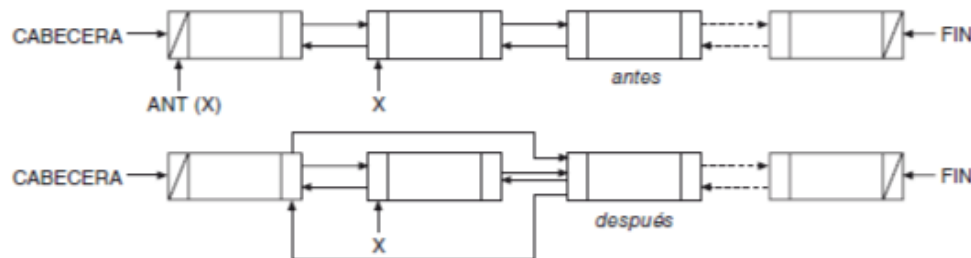 CABECERA FIN
antes
ANT (X) X
CABECERA FIN
después
X